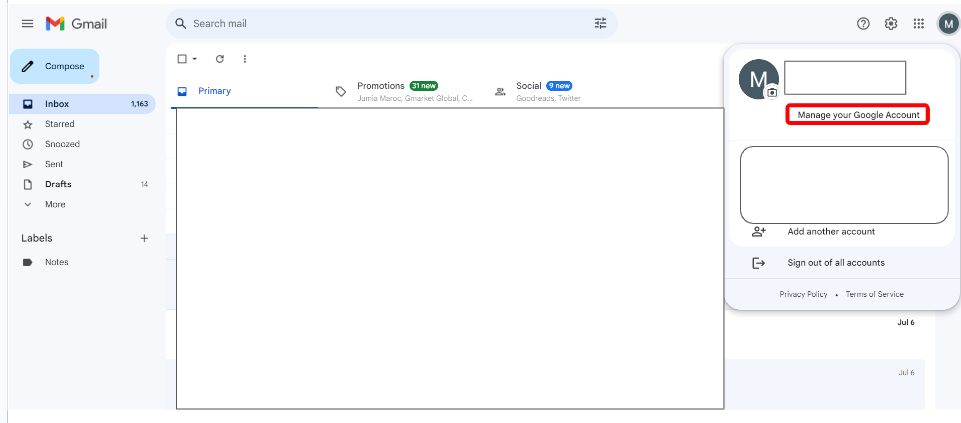 Gmail
Search mail
M
Compose
M
Promotions 31 new
Social 9 new
Primary
Jumia Maroc, Gmarket Global, C...
Goodreads, Twitter
Inbox 1,163
Manage your Google Account
Starred
Snoozed
Sent
Drafts 14
More
Add another account
Labels
Notes
Sign out of all accounts
Privacy Policy • Terms of Service
Jul 6
Jul 6